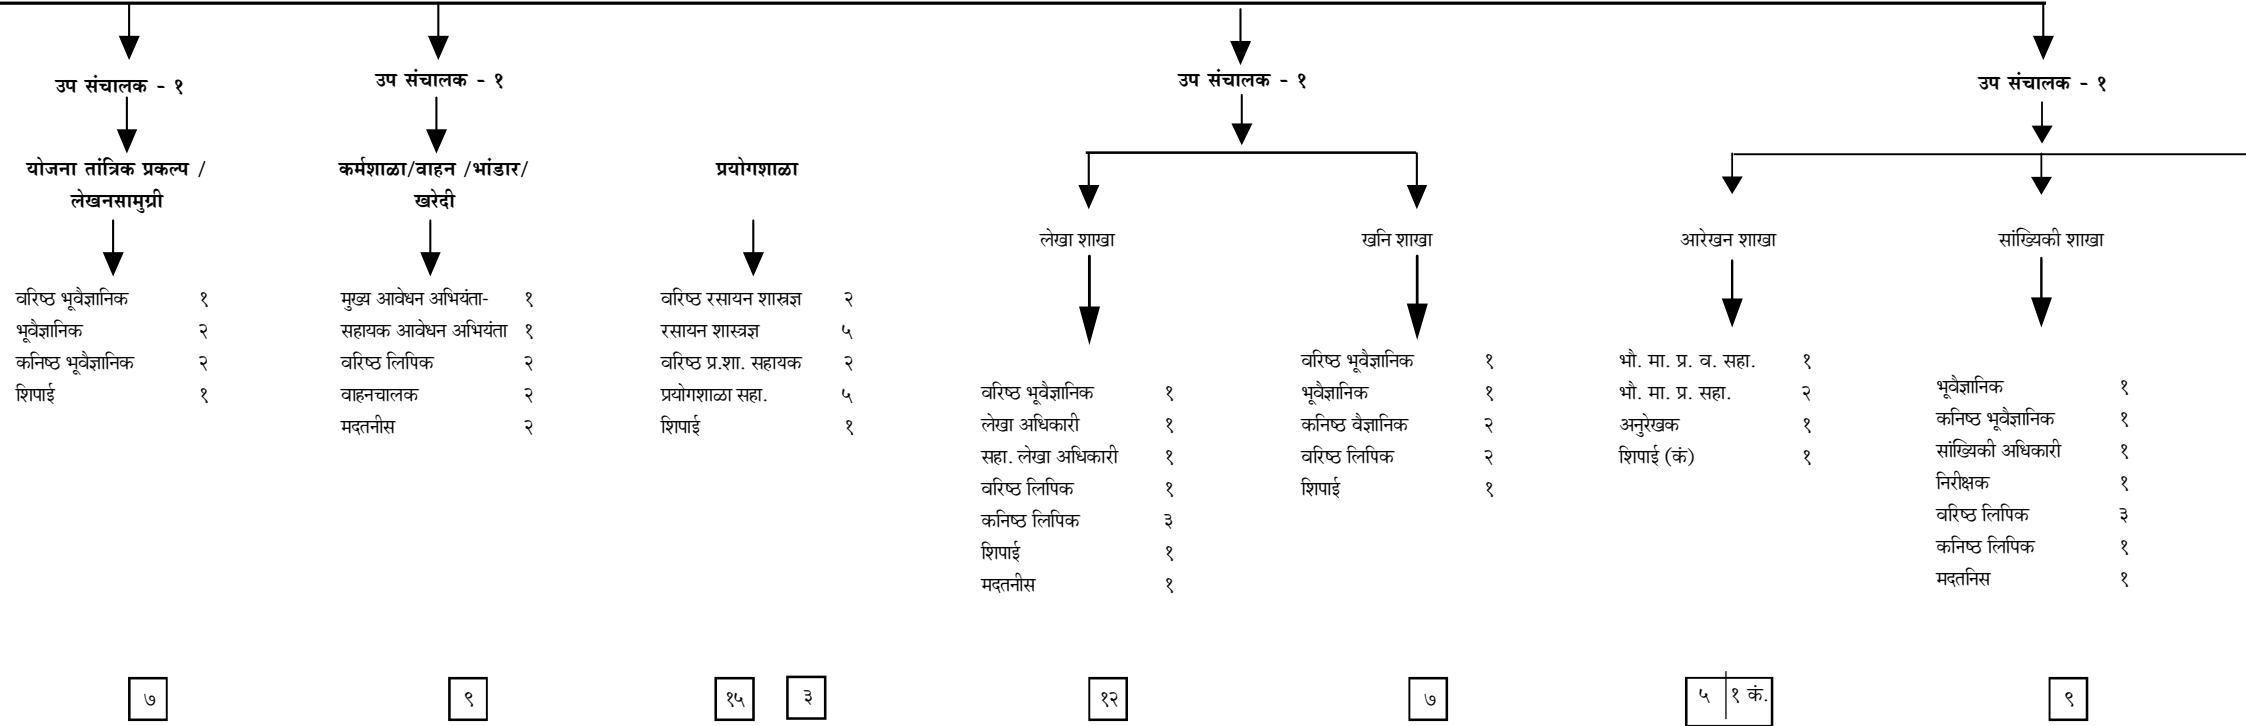 उप संचालक - १
योजना तांत्रिक प्रकल्प /
लेखनसामुग्री
वरिष्ठ भूवैज्ञानिक १
भूवैज्ञानिक २
कनिष्ठ भूवैज्ञानिक २
शिपाई १
७
उप संचालक - १
कर्मशाळा/वाहन /भांडार/
खरेदी
मुख्य आवेधन अभियंता- १
सहायक आवेधन अभियंता १
वरिष्ठ लिपिक २
वाहनचालक २
मदतनीस २
९
प्रयोगशाळा
वरिष्ठ रसायन शास्रज्ञ २
रसायन शास्त्रज्ञ ५
वरिष्ठ प्र.शा. सहायक २
प्रयोगशाळा सहा. ५
शिपाई १
१५ ३
उप संचालक - १
लेखा शाखा
वरिष्ठ भूवैज्ञानिक १
लेखा अधिकारी १
सहा. लेखा अधिकारी १
वरिष्ठ लिपिक १
कनिष्ठ लिपिक ३
शिपाई १
मदतनीस १
१२
खनि शाखा
वरिष्ठ भूवैज्ञानिक १
भूवैज्ञानिक १
कनिष्ठ वैज्ञानिक २
वरिष्ठ लिपिक २
शिपाई १
७
उप संचालक - १
आरेखन शाखा
भौ. मा. प्र. व. सहा. १
भौ. मा. प्र. सहा. २
अनुरेखक १
शिपाई (कं) १
५ १ कं.
सांख्यिकी शाखा
भूवैज्ञानिक १
कनिष्ठ भूवैज्ञानिक १
सांख्यिकी अधिकारी १
निरीक्षक १
वरिष्ठ लिपिक ३
कनिष्ठ लिपिक १
मदतनिस १
९